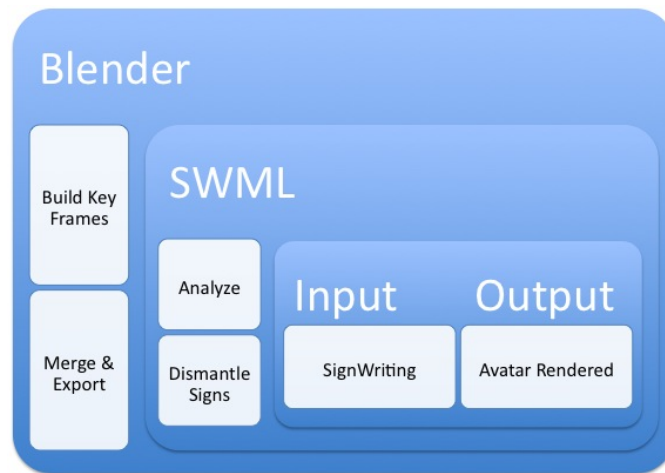 Blender
Build Key
Frames
Merge &
Export
SWML
Analyze
Dismantle
Signs
Input
Output
SignWriting
Avatar Rendered